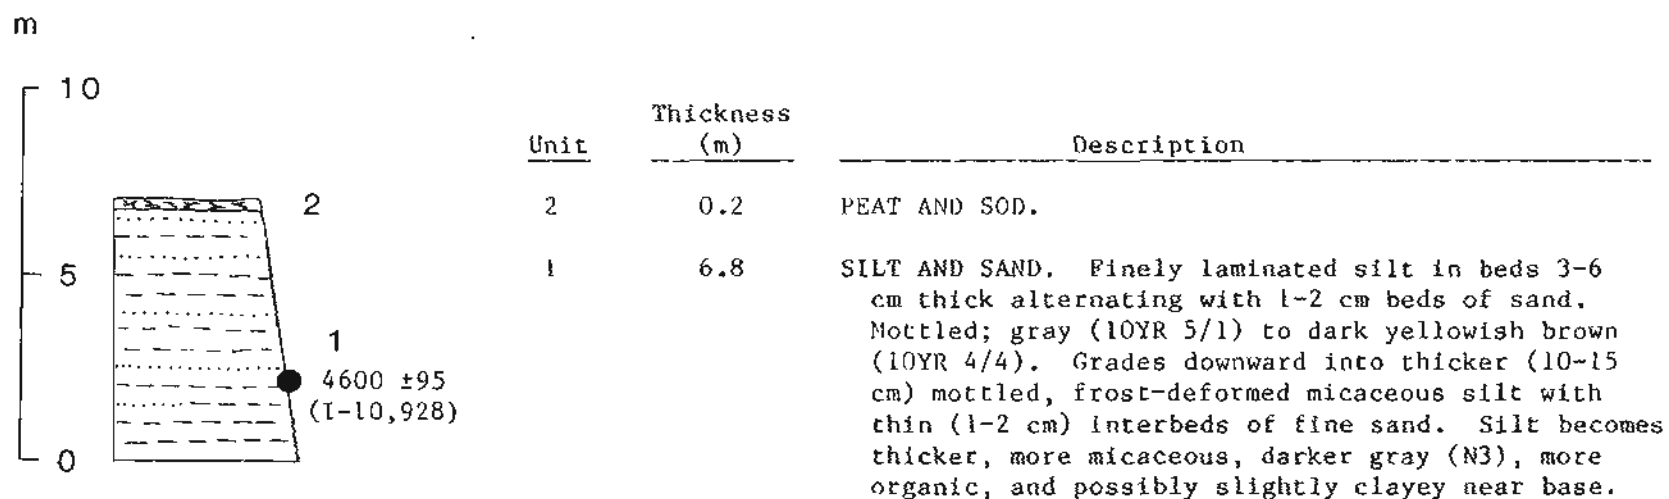 m
10
5
0
2
1
4600 ±95
(I-10,928)
Thickness
Unit (m) Description
2 0.2 PEAT AND SOD.
1 6.8 SILT AND SAND. Finely laminated silt in beds 3-6
cm thick alternating with 1-2 cm beds of sand.
Mottled; gray (10YR 5/1) to dark yellowish brown
(10YR 4/4). Grades downward into thicker (10-15
cm) mottled, frost-deformed micaceous silt with
thin (1-2 cm) interbeds of fine sand. Silt becomes
thicker, more micaceous, darker gray (N3), more
organic, and possibly slightly clayey near base.